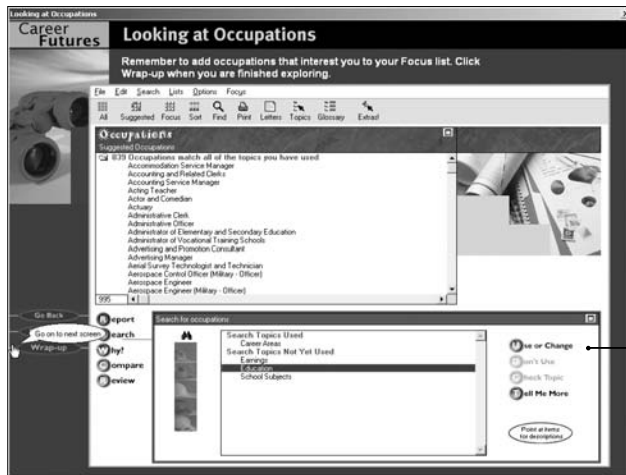 Looking at Occupations
Career
Futures
Looking at Occupations
Remember to add occupations that interest you to your Focus list. Click
Wrap-up when you are finished exploring.
File Edit Search Lists Options Focus
All Suggested Focus Sort Find Print Letters Topics Glossary Extras!
Occupations
Suggested Occupations
839 Occupations match all of the topics you have used
Accommodation Service Manager
Accounting and Related Clerks
Accounting Service Manager
Acting Teacher
Actor and Comedian
Actuary
Administrative Clerk
Administrative Officer
Administrator of Elementary and Secondary Education
Administrator of Vocational Training Schools
Advertising and Promotion Consultant
Advertising Manager
Aerial Survey Technologist and Technician
Aerospace Control Officer (Military - Officer)
Aerospace Engineer
Aerospace Engineer (Military - Officer)
995
Go Back
Go on to next screen
Wrap-up
Report
Search
Why?
Compare
Review
Search for occupations
Search Topics Used
Career Areas
Search Topics Not Yet Used
Earnings
Education
School Subjects
Use or Change
Don't Use
Check Topic
Tell Me More
Point at items
for descriptions